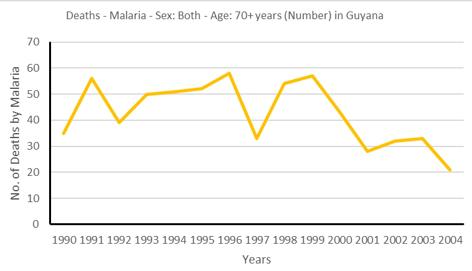 Deaths - Malaria - Sex: Both - Age: 70+ years (Number) in Guyana
70
60
50
40
30
20
10
0
No. of Deaths by Malaria
1990 1991 1992 1993 1994 1995 1996 1997 1998 1999 2000 2001 2002 2003 2004
Years